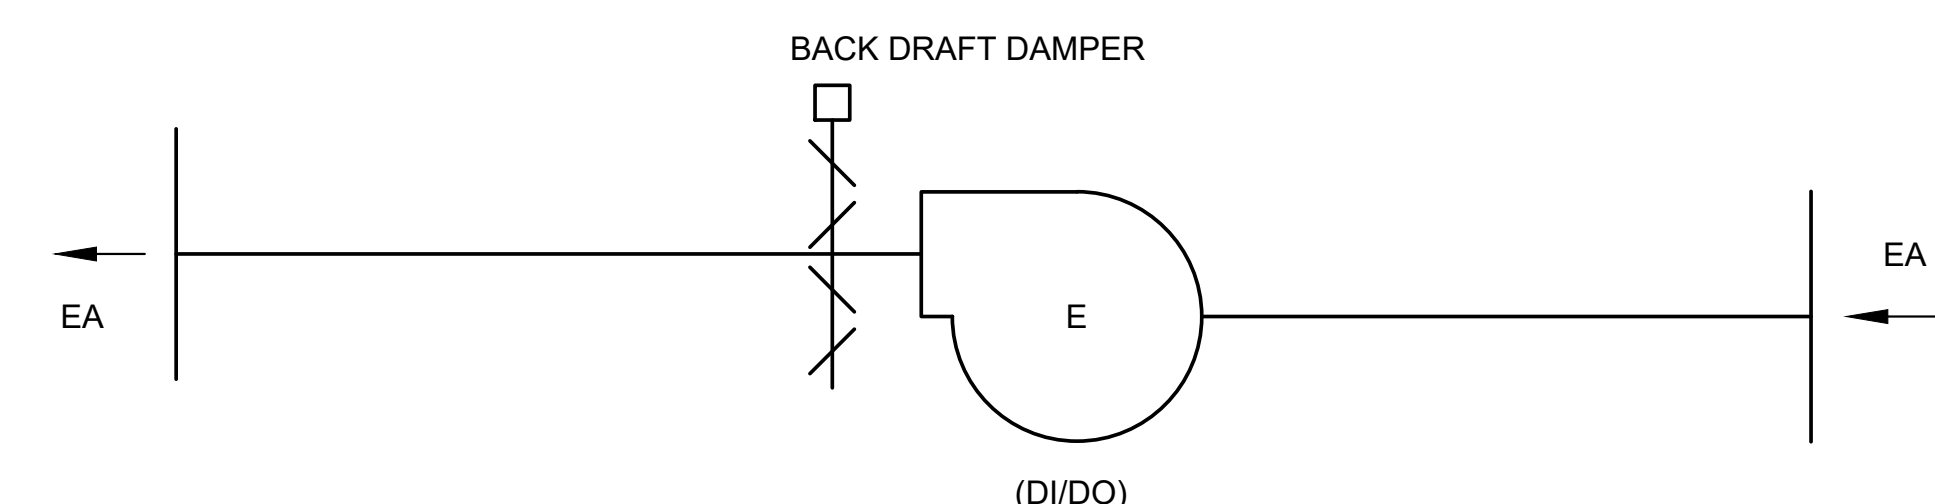 BACK DRAFT DAMPER
EA
EA
E
(DI/DO)